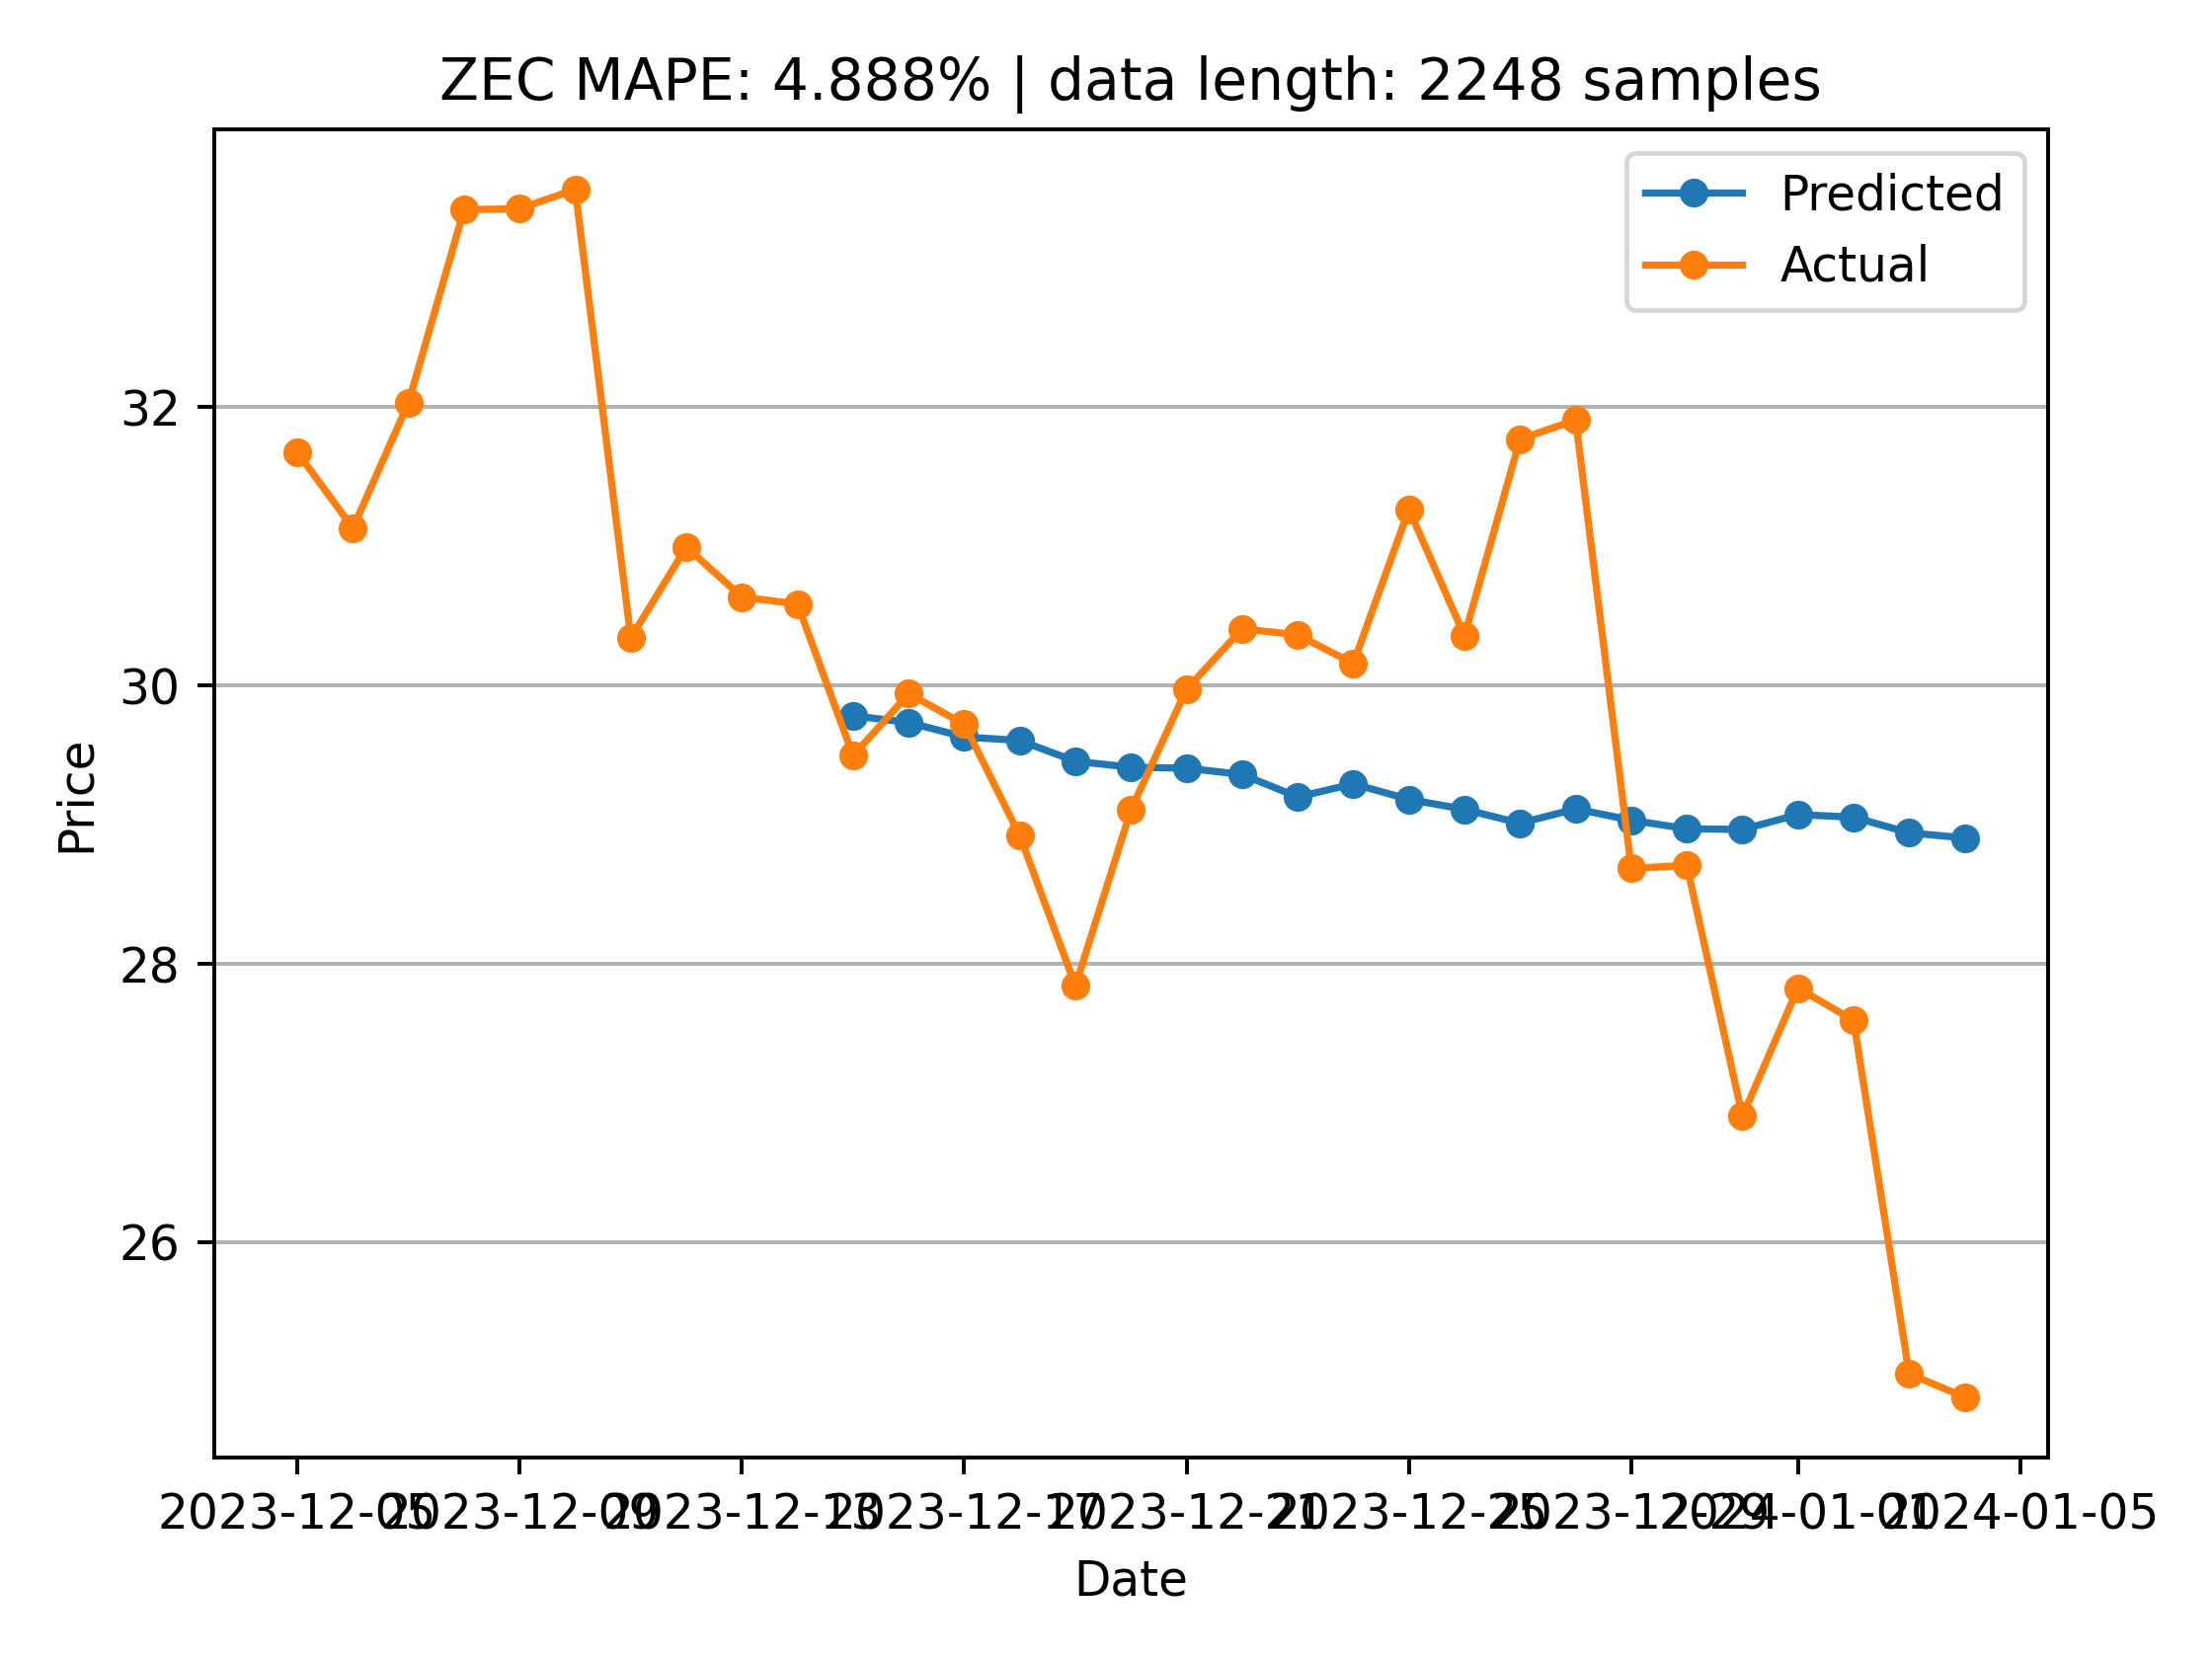 ZEC MAPE: 4.888% | data length: 2248 samples
Predicted
Actual
32
30
28
26
Price
2023-12-05
2023-12-09
2023-12-13
2023-12-17
2023-12-21
2023-12-25
2023-12-29
2024-01-01
2024-01-05
Date